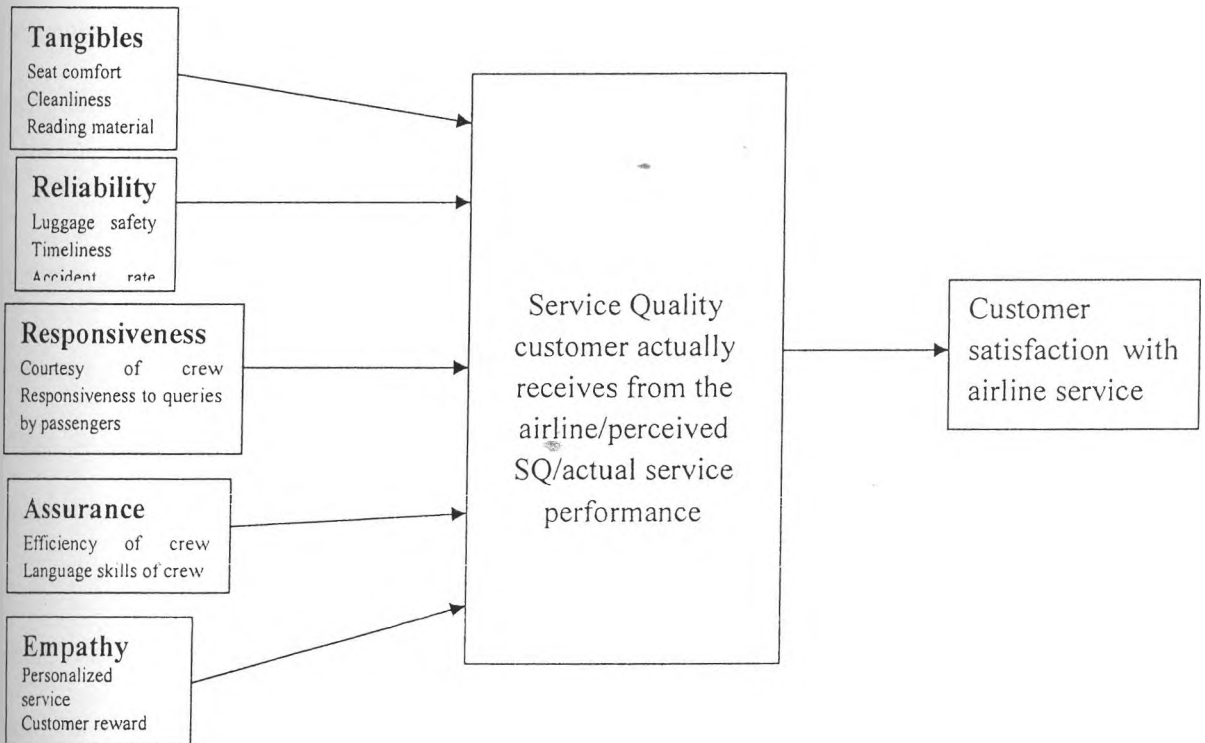 Tangibles
Seat comfort
Cleanliness
Reading material
Reliability
Luggage safety
Timeliness
Accident rate
Responsiveness
Courtesy of crew
Responsiveness to queries
by passengers
Assurance
Efficiency of crew
Language skills of crew
Empathy
Personalized
service
Customer reward
Service Quality
customer actually
receives from the
airline/perceived
SQ/actual service
performance
Customer
satisfaction with
airline service